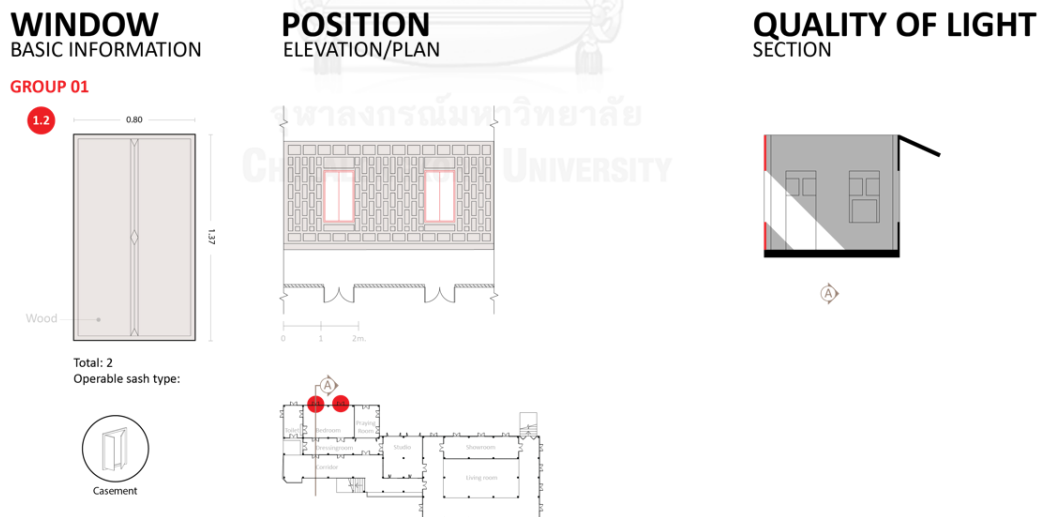 WINDOW
BASIC INFORMATION
GROUP 01
1.2
0.80
1.37
Wood
Total: 2
Operable sash type:
Casement
POSITION
ELEVATION/PLAN
จุฬาลงกรณ์มหาวิทยาลัย
UNIVERSITY
0 1 2m.
A
Toilet
Bedroom
Praying
Room
Dressingroom
Corridor
Studio
Showroom
Living room
QUALITY OF LIGHT
SECTION
A